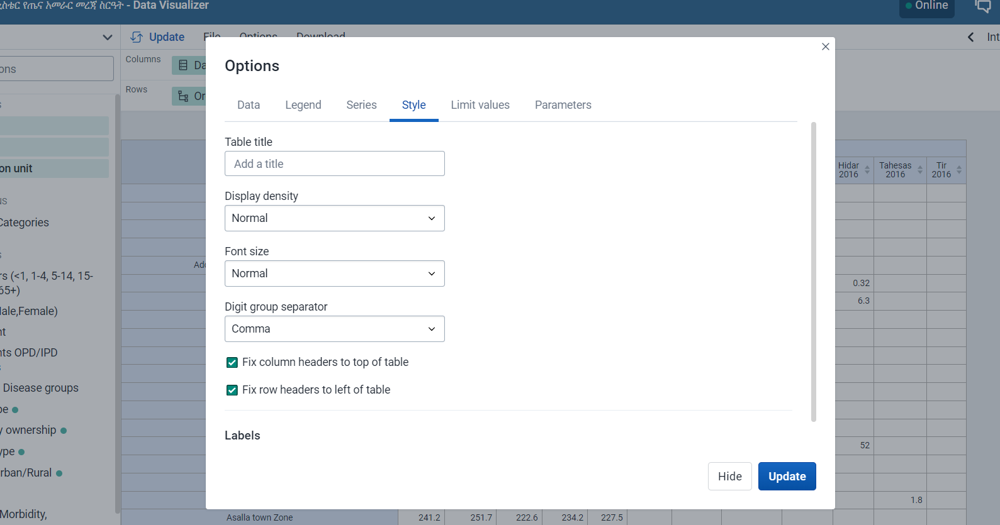 የጤና አመራር መረጃ ስርዓት - Data Visualizer
Online
Update
File
Options
Download
Int
ons
Columns
Da
Rows
Or
on unit
us
Categories
rs (<1, 1-4, 5-14, 15-
65+)
Male,Female)
nt
nts OPD/IPD
s
Disease groups
pe
y ownership
ype
rban/Rural
Morbidity,
Options
Data
Legend
Series
Style
Limit values
Parameters
Table title
Add a title
Display density
Normal
Font size
Normal
Digit group separator
Comma
Fix column headers to top of table
Fix row headers to left of table
Labels
Hide
Update
Hidar
2016
Tahesas
2016
Tir
2016
Ado
0.32
6.3
52
1.8
Asalla town Zone 241.2 251.7 222.6 234.2 227.5